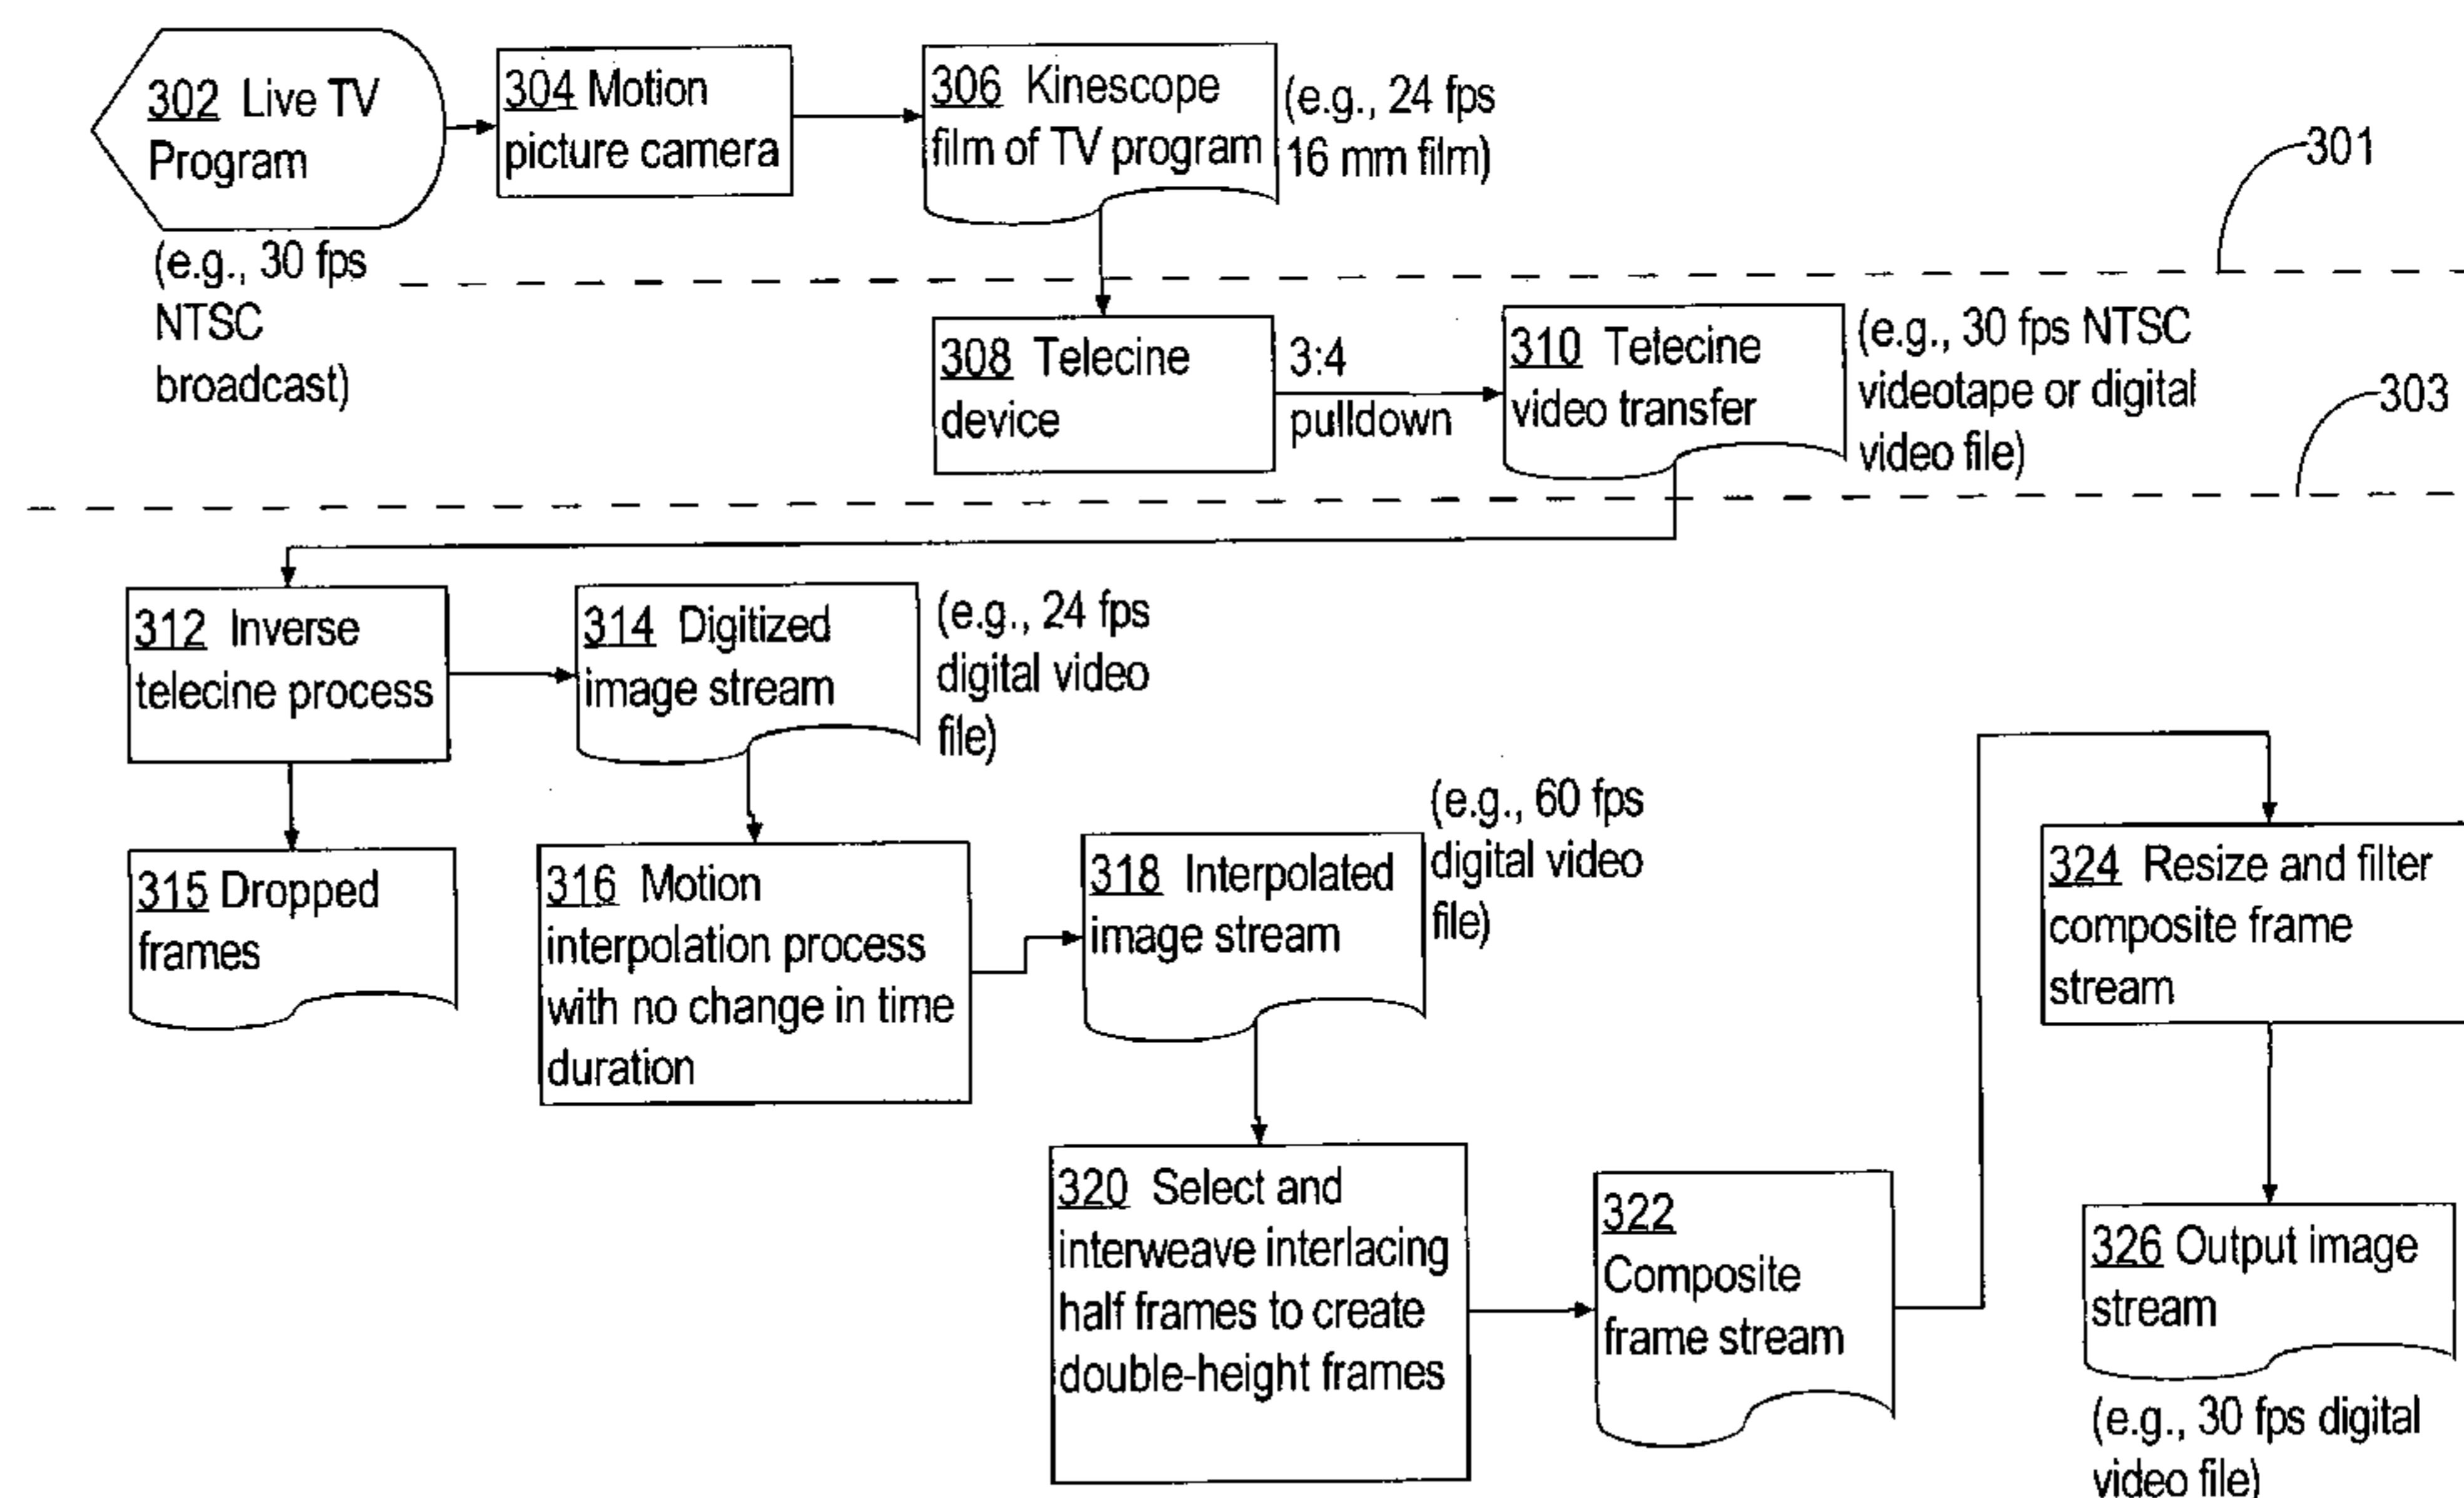 302 Live TV
Program
(e.g., 30 fps
NTSC
broadcast)
304 Motion
picture camera
306 Kinescope
film of TV program
(e.g., 24 fps
16 mm film)
301
308 Telecine
device
3:4
pulldown
310 Telecine
video transfer
(e.g., 30 fps NTSC
videotape or digital
video file)
303
312 Inverse
telecine process
314 Digitized
image stream
(e.g., 24 fps
digital video
file)
315 Dropped
frames
316 Motion
interpolation process
with no change in time
duration
318 Interpolated
image stream
(e.g., 60 fps
digital video
file)
320 Select and
interweave interlacing
half frames to create
double-height frames
322
Composite
frame stream
324 Resize and filter
composite frame
stream
326 Output image
stream
(e.g., 30 fps digital
video file)